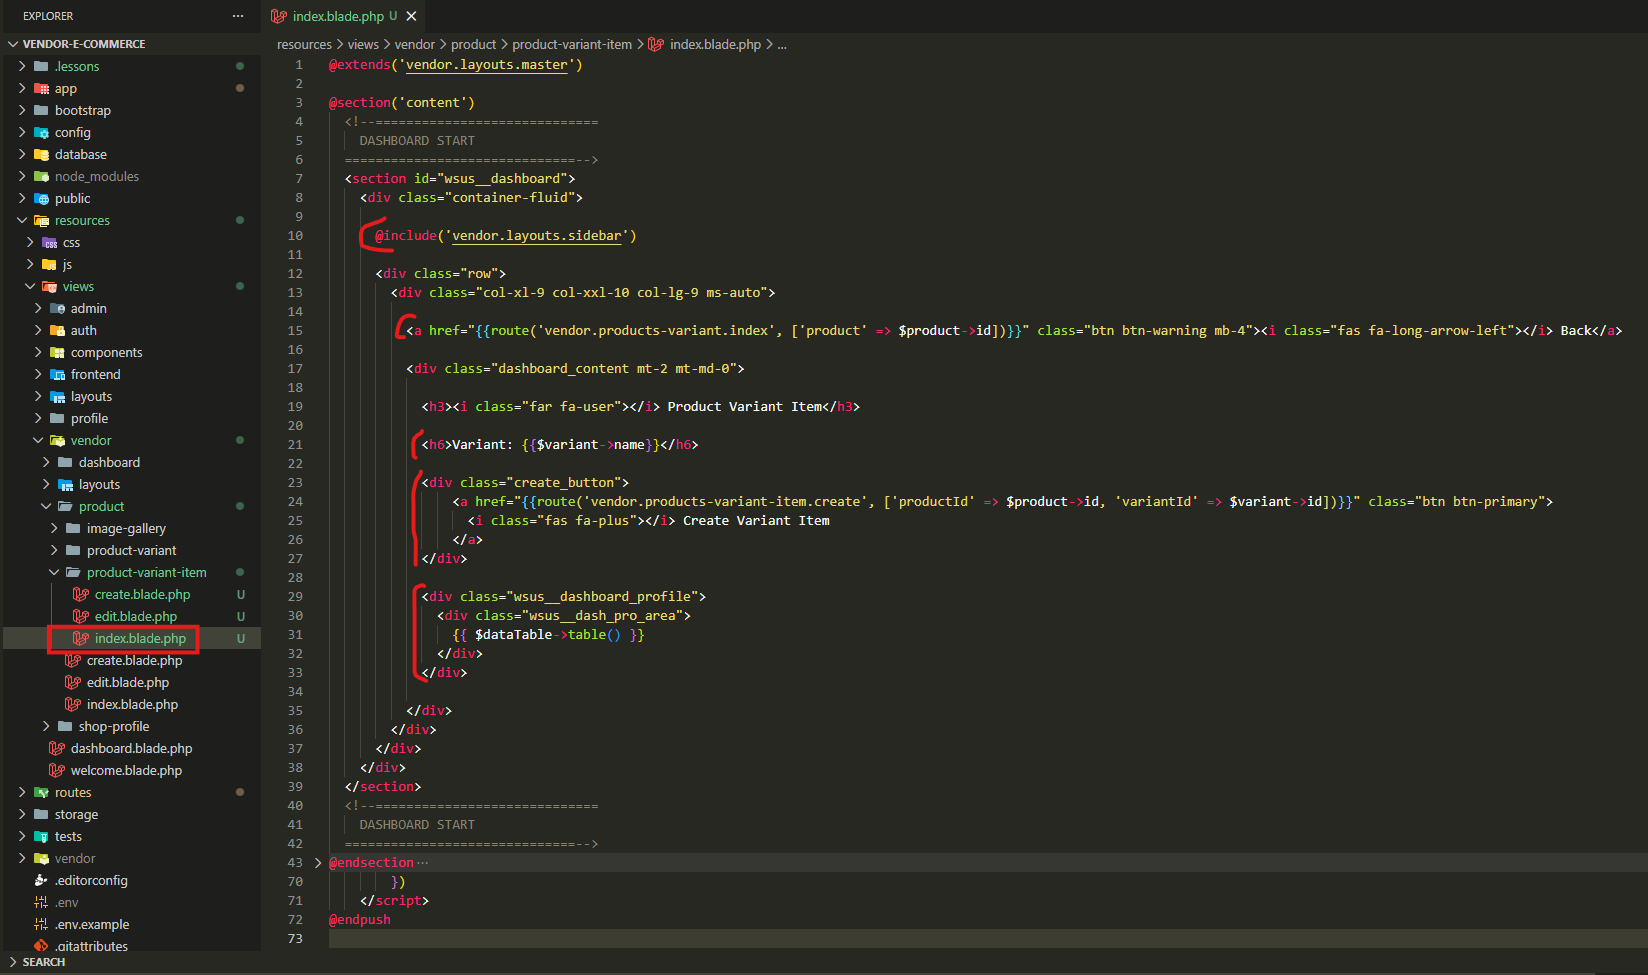 EXPLORER
···
VENDOR-E-COMMERCE
.lessons
app
bootstrap
config
database
node_modules
public
resources
css
js
views
admin
auth
components
frontend
layouts
profile
vendor
dashboard
layouts
product
image-gallery
product-variant
product-variant-item
create.blade.php U
edit.blade.php U
index.blade.php U
create.blade.php
edit.blade.php
index.blade.php
shop-profile
dashboard.blade.php
welcome.blade.php
routes
storage
tests
vendor
.editorconfig
.env
.env.example
.gitattributes
SEARCH
index.blade.php U
resources > views > vendor > product > product-variant-item > index.blade.php > ...
1 @extends('vendor.layouts.master')
2
3 @section('content')
4 <!--=============================
5 DASHBOARD START
6 ==============================-->
7 <section id="wsus__dashboard">
8 <div class="container-fluid">
9
10 @include('vendor.layouts.sidebar')
11
12 <div class="row">
13 <div class="col-xl-9 col-xxl-10 col-lg-9 ms-auto">
14
15 <a href="{{route('vendor.products-variant.index', ['product' => $product->id])}}" class="btn btn-warning mb-4"><i class="fas fa-long-arrow-left"></i> Back</a>
16
17 <div class="dashboard_content mt-2 mt-md-0">
18
19 <h3><i class="far fa-user"></i> Product Variant Item</h3>
20
21 <h6>Variant: {{$variant->name}}</h6>
22
23 <div class="create_button">
24 <a href="{{route('vendor.products-variant-item.create', ['productId' => $product->id, 'variantId' => $variant->id])}}" class="btn btn-primary">
25 <i class="fas fa-plus"></i> Create Variant Item
26 </a>
27 </div>
28
29 <div class="wsus__dashboard_profile">
30 <div class="wsus__dash_pro_area">
31 {{ $dataTable->table() }}
32 </div>
33 </div>
34
35 </div>
36 </div>
37 </div>
38 </div>
39 </section>
40 <!--=============================
41 DASHBOARD START
42 ==============================-->
43 @endsection ···
70 })
71 </script>
72 @endpush
73